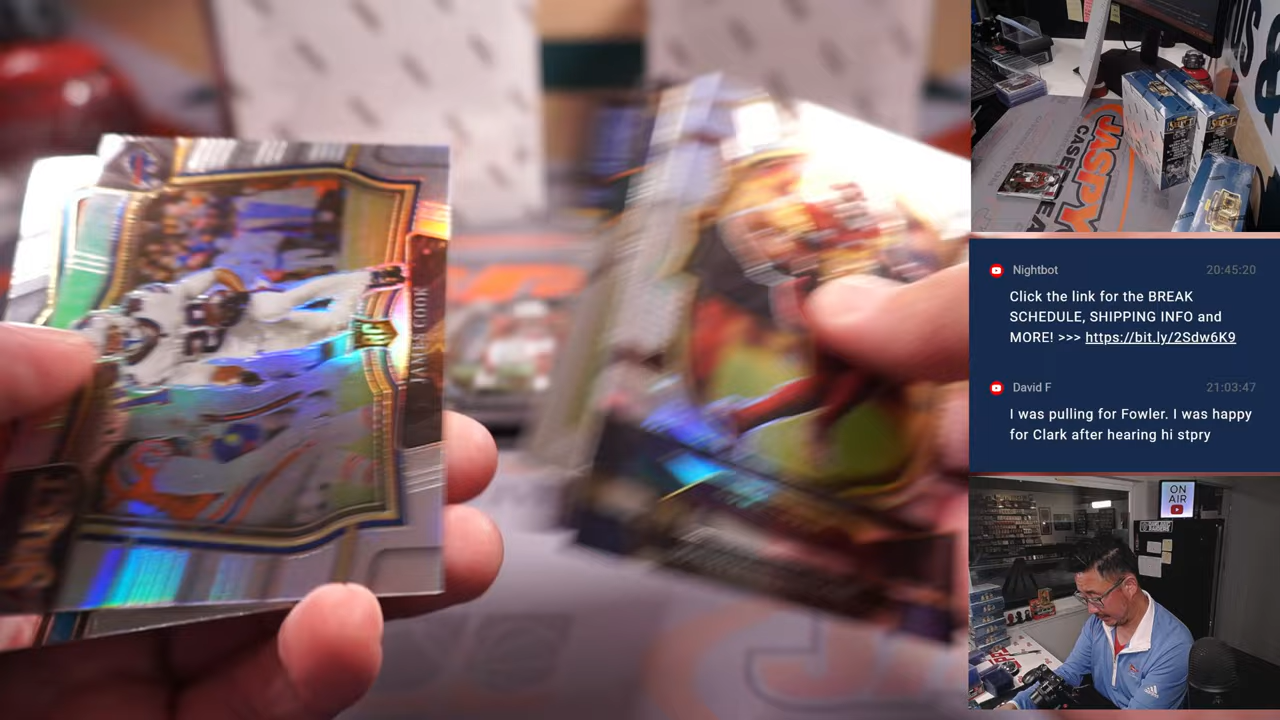 JAMES COOK
JASPY
CASE
Nightbot 20:45:20
Click the link for the BREAK
SCHEDULE, SHIPPING INFO and
MORE! >>> https://bit.ly/2Sdw6K9
David F 21:03:47
I was pulling for Fowler. I was happy
for Clark after hearing hi stpry
ON
AIR